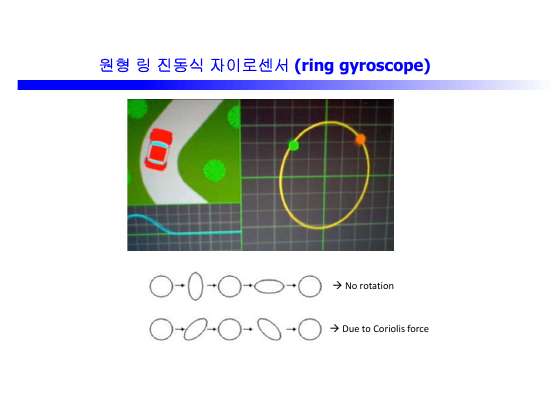 원형 링 진동식 자이로센서 (ring gyroscope)
→ No rotation
→ Due to Coriolis force